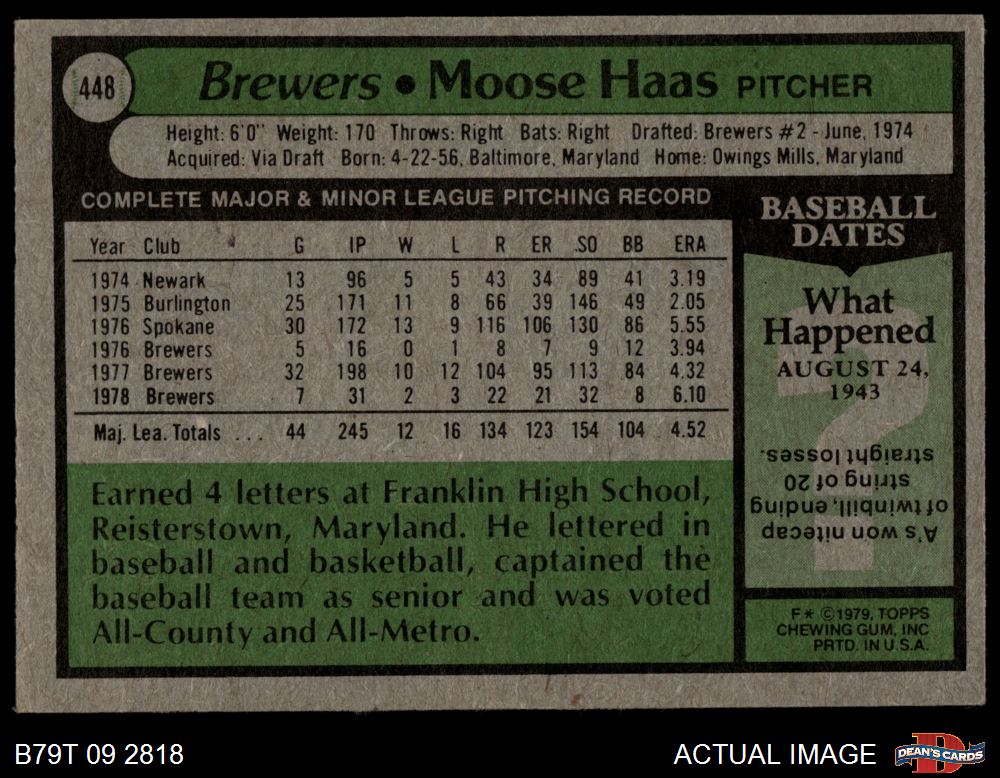 448
Brewers • Moose Haas PITCHER
Height: 6'0" Weight: 170 Throws: Right Bats: Right Drafted: Brewers #2 - June, 1974
Acquired: Via Draft Born: 4-22-56, Baltimore, Maryland Home: Owings Mills, Maryland
COMPLETE MAJOR & MINOR LEAGUE PITCHING RECORD
Year Club G IP W L R ER SO BB ERA
1974 Newark 13 96 5 5 43 34 89 41 3.19
1975 Burlington 25 171 11 8 66 39 146 49 2.05
1976 Spokane 30 172 13 9 116 106 130 86 5.55
1976 Brewers 5 16 0 1 8 7 9 12 3.94
1977 Brewers 32 198 10 12 104 95 113 84 4.32
1978 Brewers 7 31 2 3 22 21 32 8 6.10
Maj. Lea. Totals ... 44 245 12 16 134 123 154 104 4.52
Earned 4 letters at Franklin High School,
Reisterstown, Maryland. He lettered in
baseball and basketball, captained the
baseball team as senior and was voted
All-County and All-Metro.
BASEBALL
DATES
What
Happened
AUGUST 24,
1943
A's won nitecap
of twinbill, ending
string of 20
straight losses.
F* ©1979, TOPPS
CHEWING GUM, INC
PRTD. IN U.S.A.
B79T 09 2818
ACTUAL IMAGE
DEAN'S CARDS